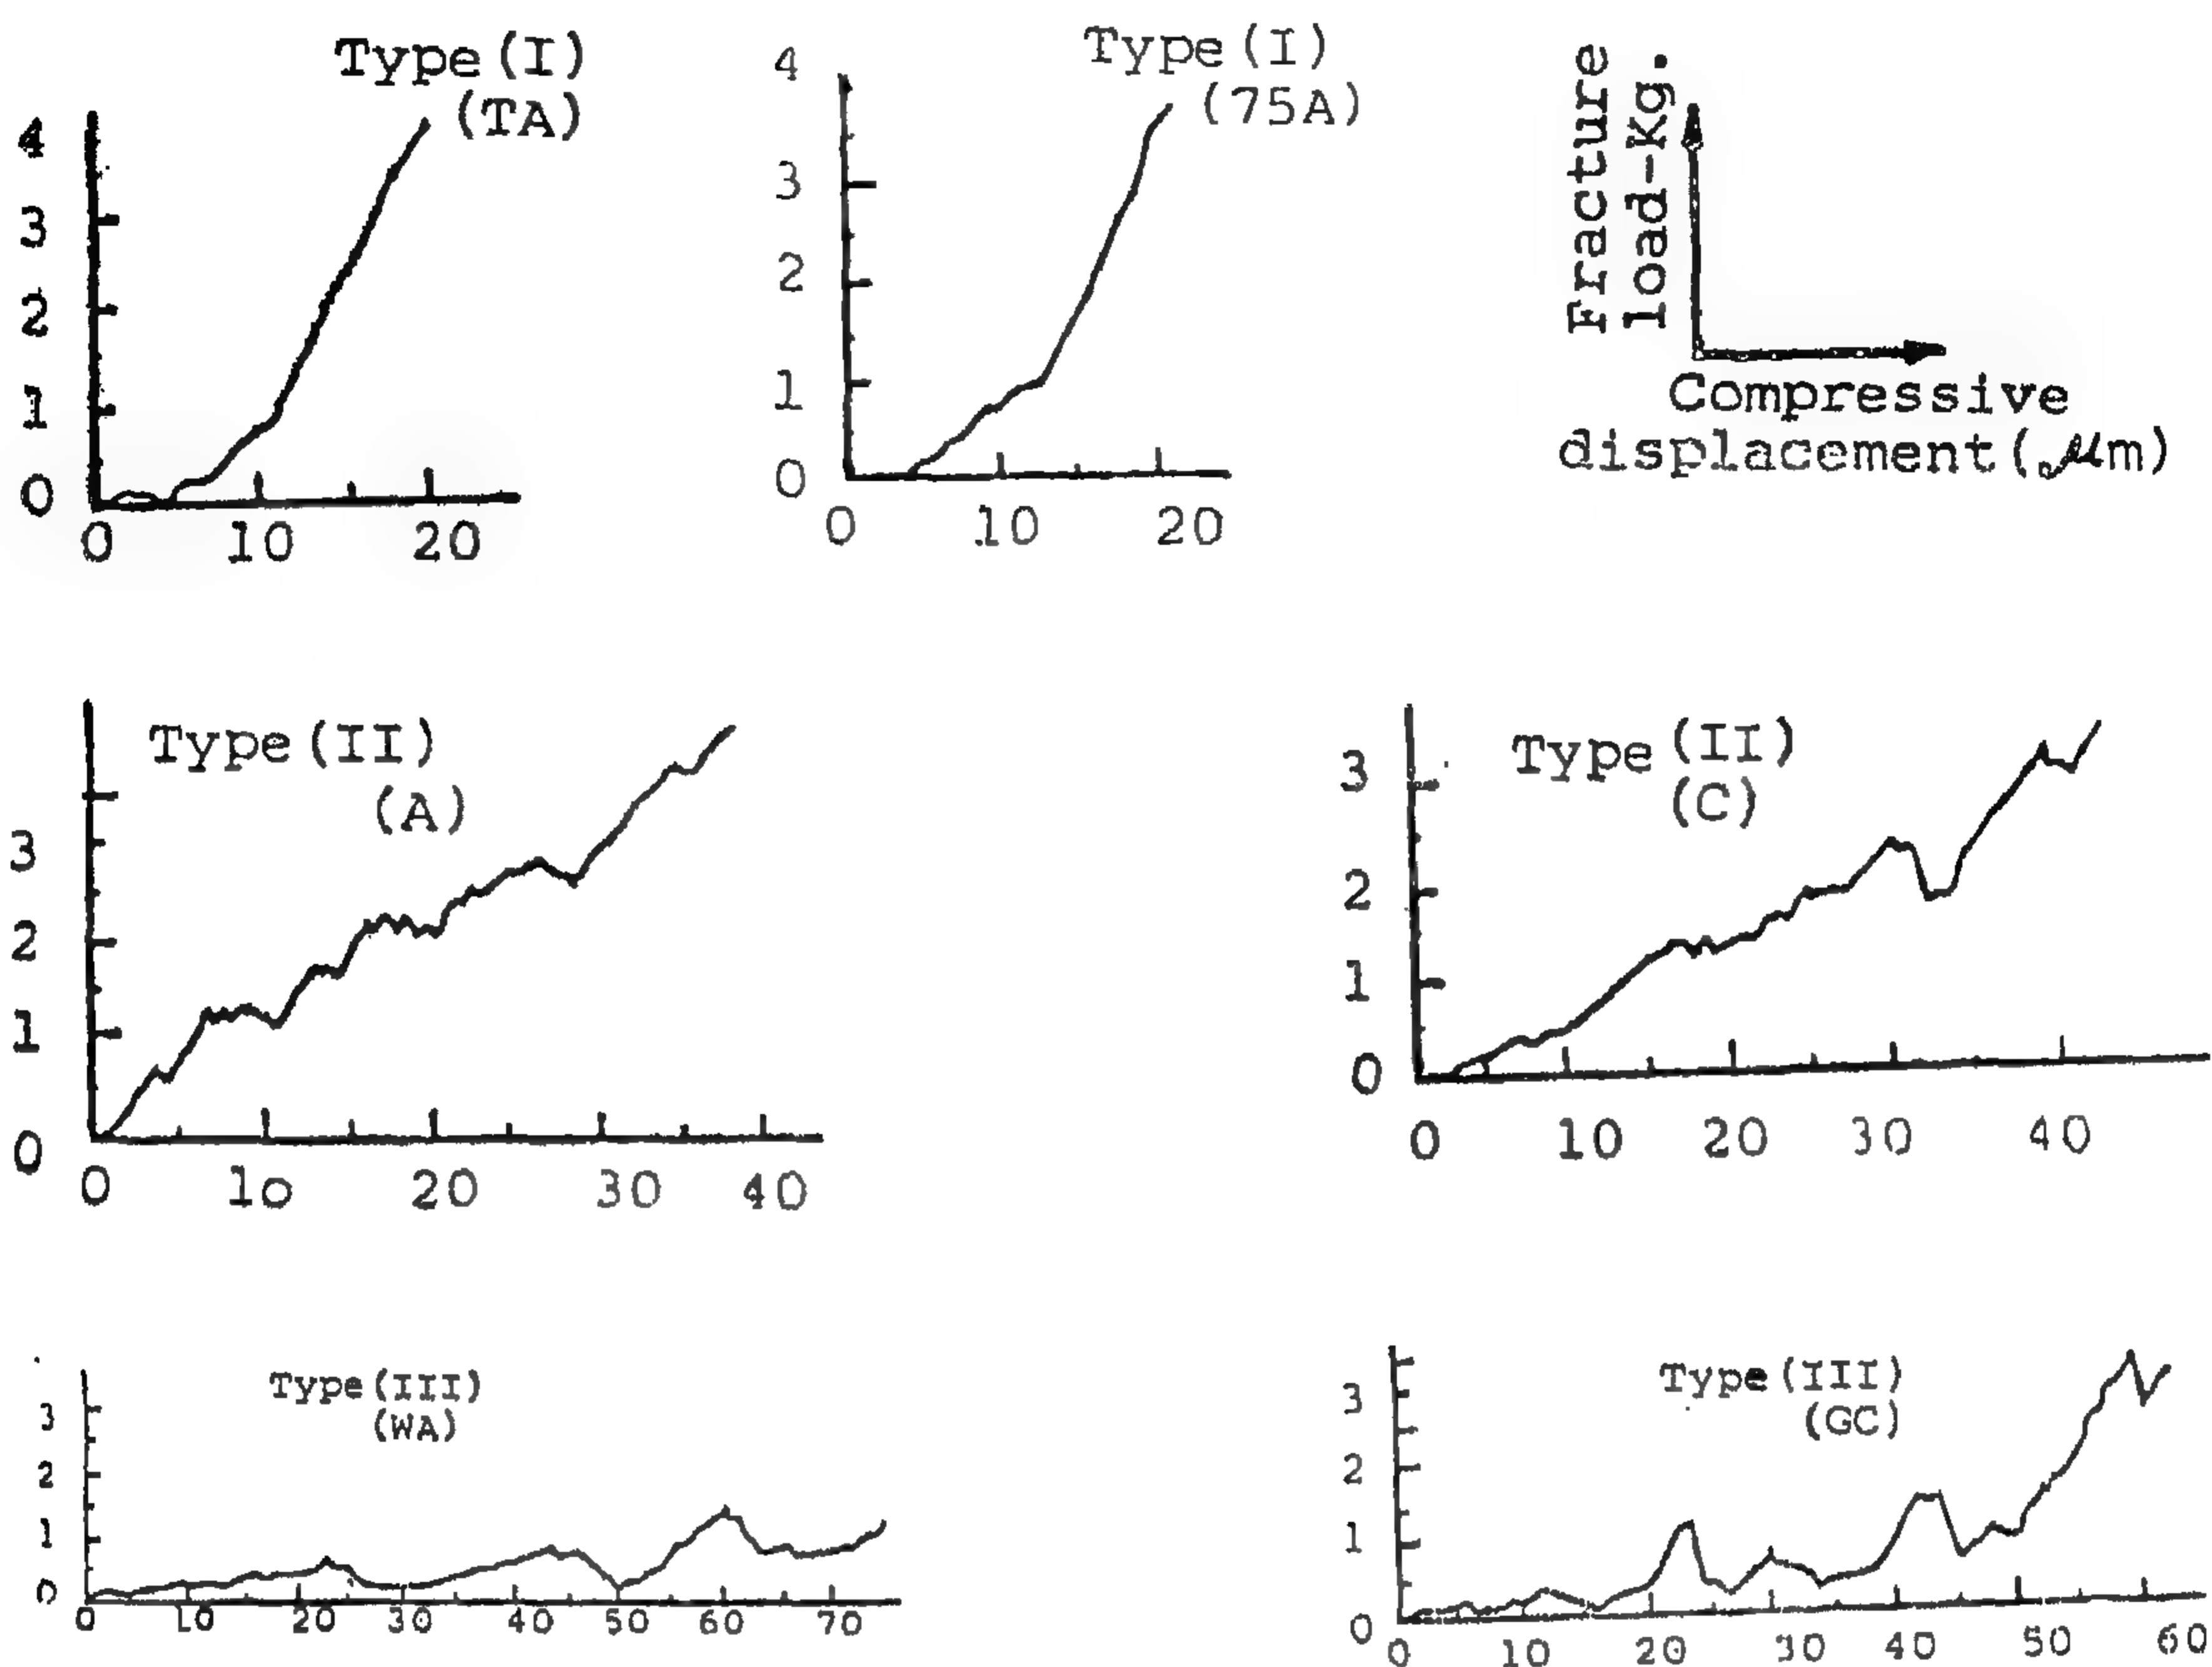 Type(I)
(TA)
4
3
2
1
0
0 10 20
Type(I)
(75A)
4
3
2
1
0
0 10 20
Fracture
load-Kg.
Compressive
displacement(μm)
Type(II)
(A)
3
2
1
0
0 10 20 30 40
Type(II)
(C)
3
2
1
0
0 10 20 30 40
Type(III)
(WA)
3
2
1
0
0 10 20 30 40 50 60 70
Type(III)
(GC)
3
2
1
0
0 10 20 30 40 50 60